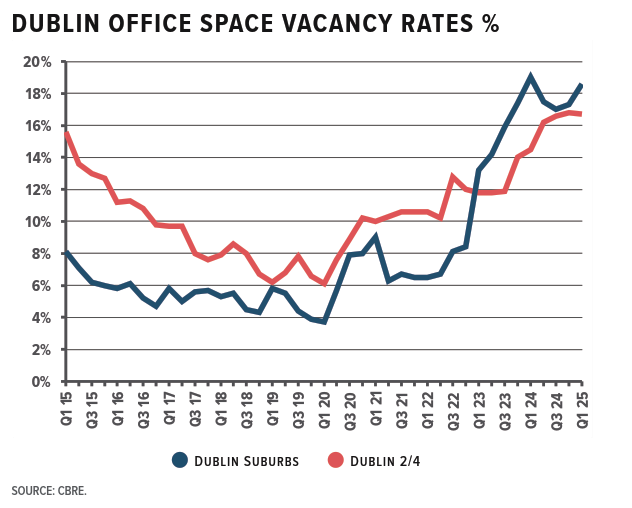 DUBLIN OFFICE SPACE VACANCY RATES %
20%
18%
16%
14%
12%
10%
8%
6%
4%
2%
0%
Q1 15
Q3 15
Q1 16
Q3 16
Q1 17
Q3 17
Q1 18
Q3 18
Q1 19
Q3 19
Q1 20
Q3 20
Q1 21
Q3 21
Q1 22
Q3 22
Q1 23
Q3 23
Q1 24
Q3 24
Q1 25
DUBLIN SUBURBS
DUBLIN 2/4
SOURCE: CBRE.